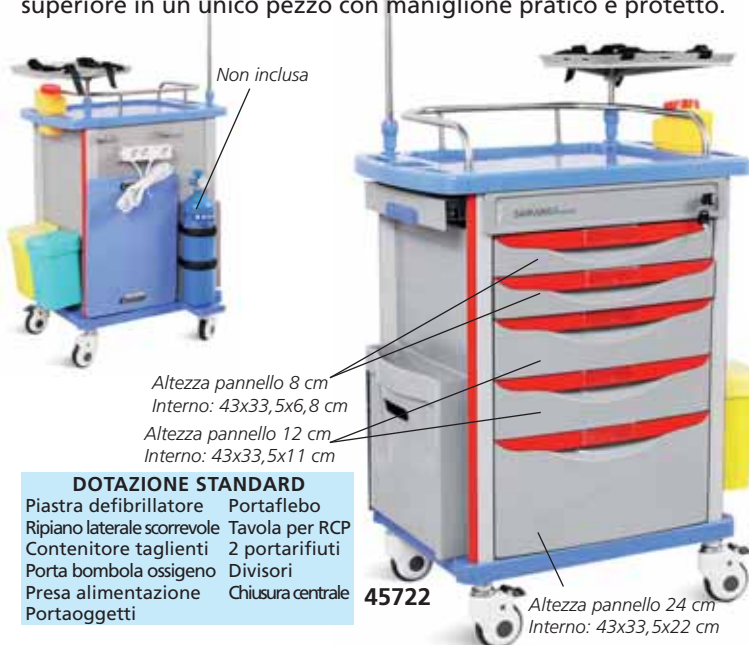 superiore in un unico pezzo con maniglione pratico e protetto.
Non inclusa
Altezza pannello 8 cm
Interno: 43x33,5x6,8 cm
Altezza pannello 12 cm
Interno: 43x33,5x11 cm
DOTAZIONE STANDARD
Piastra defibrillatore Portaflebo
Ripiano laterale scorrevole Tavola per RCP
Contenitore taglienti 2 portarifiuti
Porta bombola ossigeno Divisori
Presa alimentazione Chiusura centrale
Portaoggetti
45722
Altezza pannello 24 cm
Interno: 43x33,5x22 cm